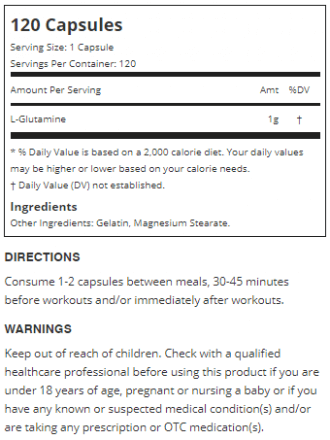 120 Capsules
Serving Size: 1 Capsule
Servings Per Container: 120
Amount Per Serving Amt %DV
L-Glutamine 1g †
* % Daily Value is based on a 2,000 calorie diet. Your daily values
may be higher or lower based on your calorie needs.
† Daily Value (DV) not established.
Ingredients
Other Ingredients: Gelatin, Magnesium Stearate.
DIRECTIONS
Consume 1-2 capsules between meals, 30-45 minutes
before workouts and/or immediately after workouts.
WARNINGS
Keep out of reach of children. Check with a qualified
healthcare professional before using this product if you are
under 18 years of age, pregnant or nursing a baby or if you
have any known or suspected medical condition(s) and/or
are taking any prescription or OTC medication(s).